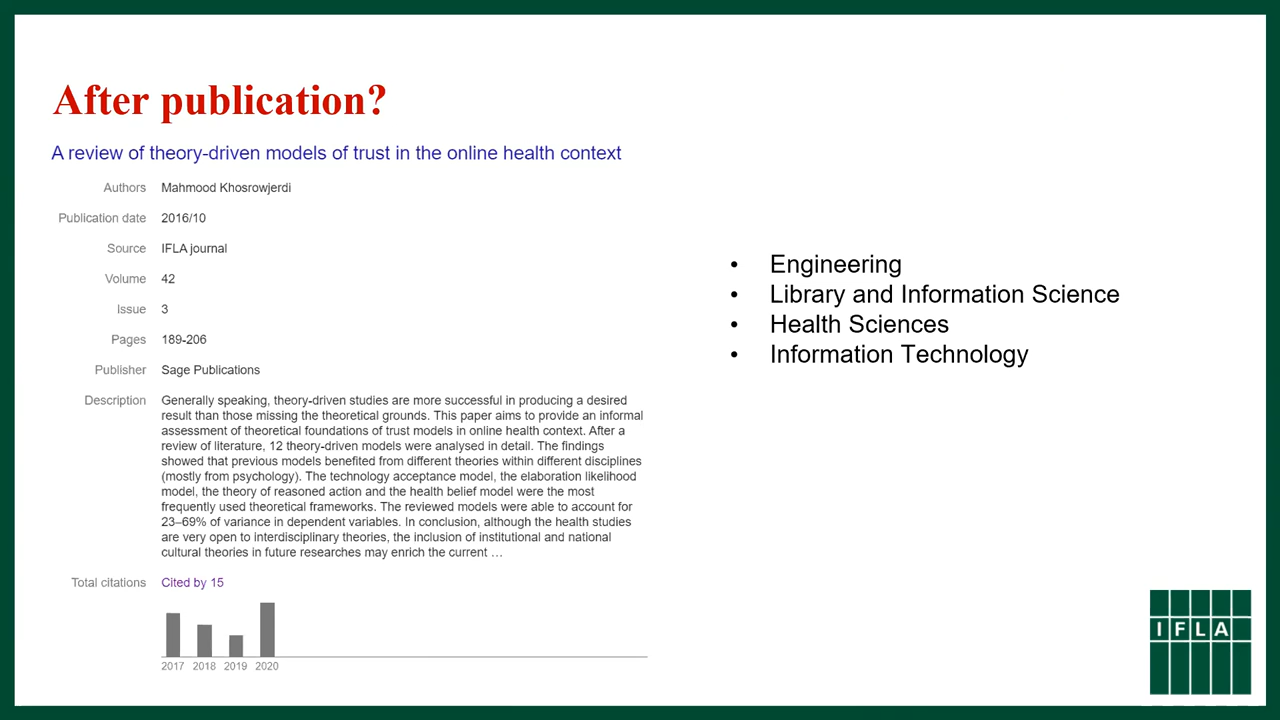 After publication?
A review of theory-driven models of trust in the online health context
Authors Mahmood Khosrowjerdi
Publication date 2016/10
Source IFLA journal
Volume 42
Issue 3
Pages 189-206
Publisher Sage Publications
Description Generally speaking, theory-driven studies are more successful in producing a desired
result than those missing the theoretical grounds. This paper aims to provide an informal
assessment of theoretical foundations of trust models in online health context. After a
review of literature, 12 theory-driven models were analysed in detail. The findings
showed that previous models benefited from different theories within different disciplines
(mostly from psychology). The technology acceptance model, the elaboration likelihood
model, the theory of reasoned action and the health belief model were the most
frequently used theoretical frameworks. The reviewed models were able to account for
23–69% of variance in dependent variables. In conclusion, although the health studies
are very open to interdisciplinary theories, the inclusion of institutional and national
cultural theories in future researches may enrich the current …
Total citations Cited by 15
2017 2018 2019 2020
• Engineering
• Library and Information Science
• Health Sciences
• Information Technology
IFLA